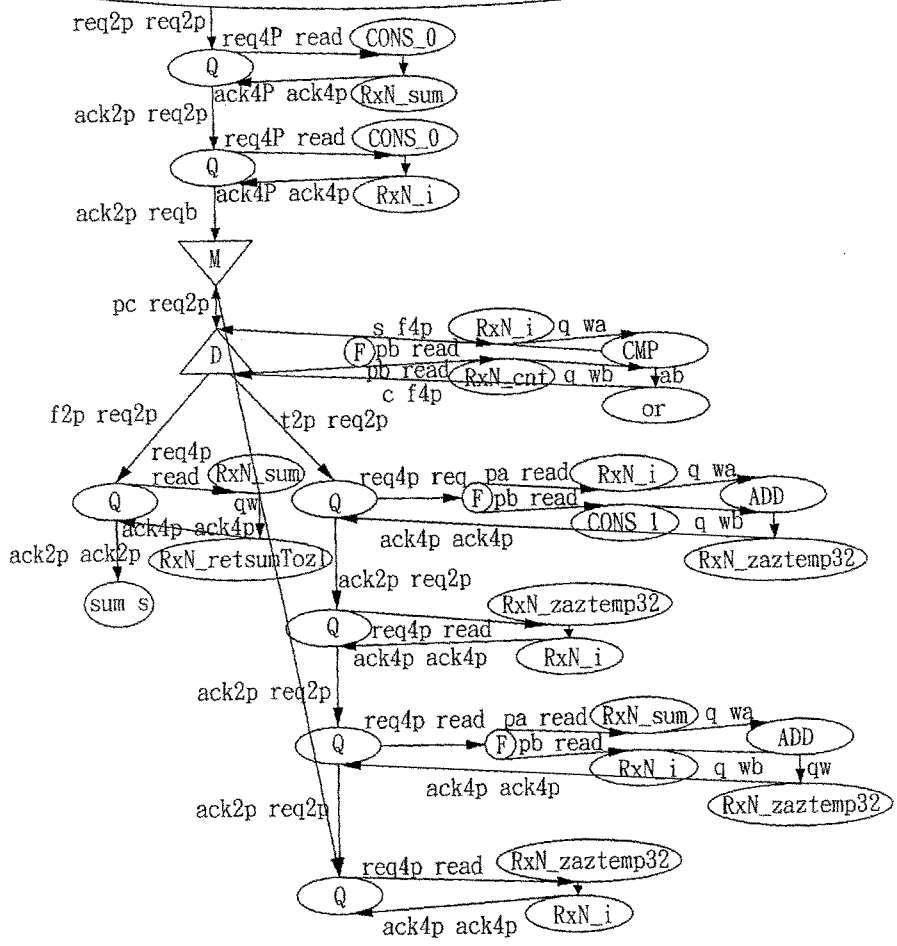 req2p req2p
req4P read CONS_0
Q
ack4P ack4p RxN_sum
ack2p req2p
req4P read CONS_0
Q
ack4P ack4p RxN_i
ack2p reqb
M
pc req2p
s f4p RxN_i q wa
F pb read CMP
D
pb read RxN_cnt q wb ab
c f4p or
f2p req2p t2p req2p
req4p
read RxN_sum
req4p req pa read RxN_i q wa
Q qw Q F pb read ADD
ack4p ack4p CONS_1 q wb
ack4p ack4p
ack2p ack2p RxN_retsumToz1 RxN_zaztemp32
ack2p req2p
sum s RxN_zaztemp32
Q req4p read
ack4p ack4p RxN_i
ack2p req2p
req4p read pa read RxN_sum q wa
Q F pb read ADD
RxN_i q wb qw
ack4p ack4p
ack2p req2p RxN_zaztemp32
req4p read RxN_zaztemp32
Q
ack4p ack4p RxN_i